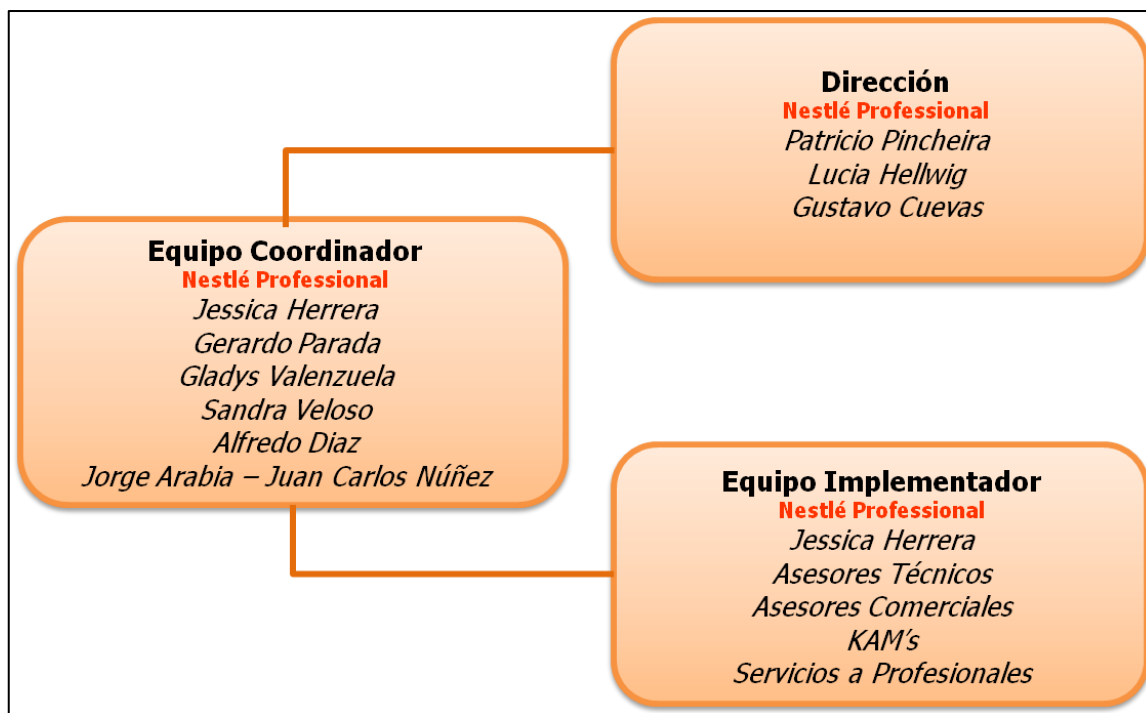 Dirección
Nestlé Professional
Patricio Pincheira
Lucia Hellwig
Gustavo Cuevas
Equipo Coordinador
Nestlé Professional
Jessica Herrera
Gerardo Parada
Gladys Valenzuela
Sandra Veloso
Alfredo Diaz
Jorge Arabia – Juan Carlos Núñez
Equipo Implementador
Nestlé Professional
Jessica Herrera
Asesores Técnicos
Asesores Comerciales
KAM’s
Servicios a Profesionales